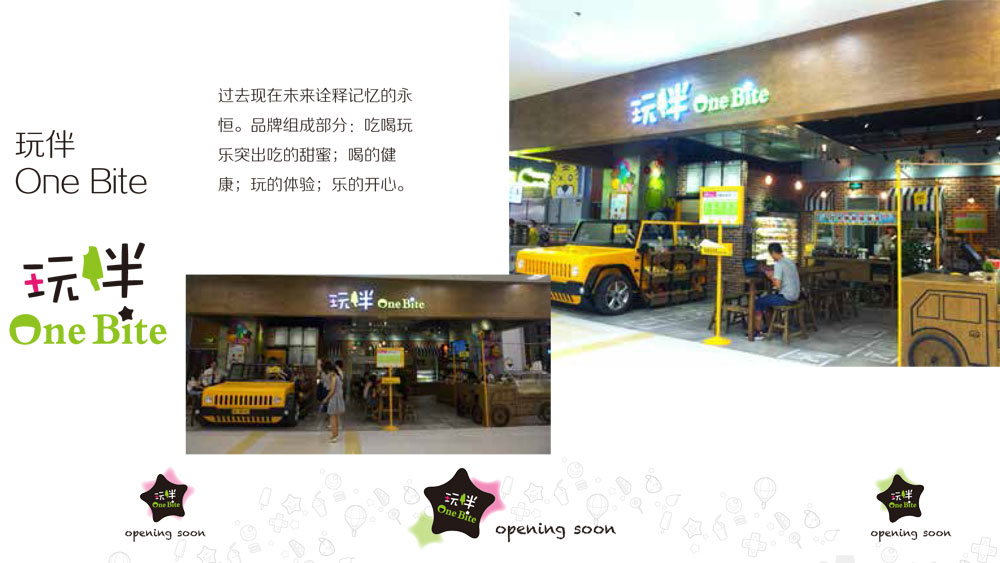 玩伴
One Bite
过去现在未来诠释记忆的永
恒。品牌组成部分：吃喝玩
乐突出吃的甜蜜；喝的健
康；玩的体验；乐的开心。
玩伴
One Bite
玩伴 One Bite
玩伴 One Bite
玩伴
One Bite
opening soon
玩伴
One Bite
opening soon
玩伴
One Bite
opening soon